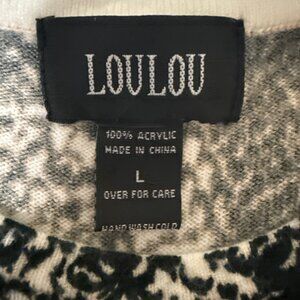 LOULOU
100% ACRYLIC
MADE IN CHINA
L
OVER FOR CARE
HAND WASH COLD